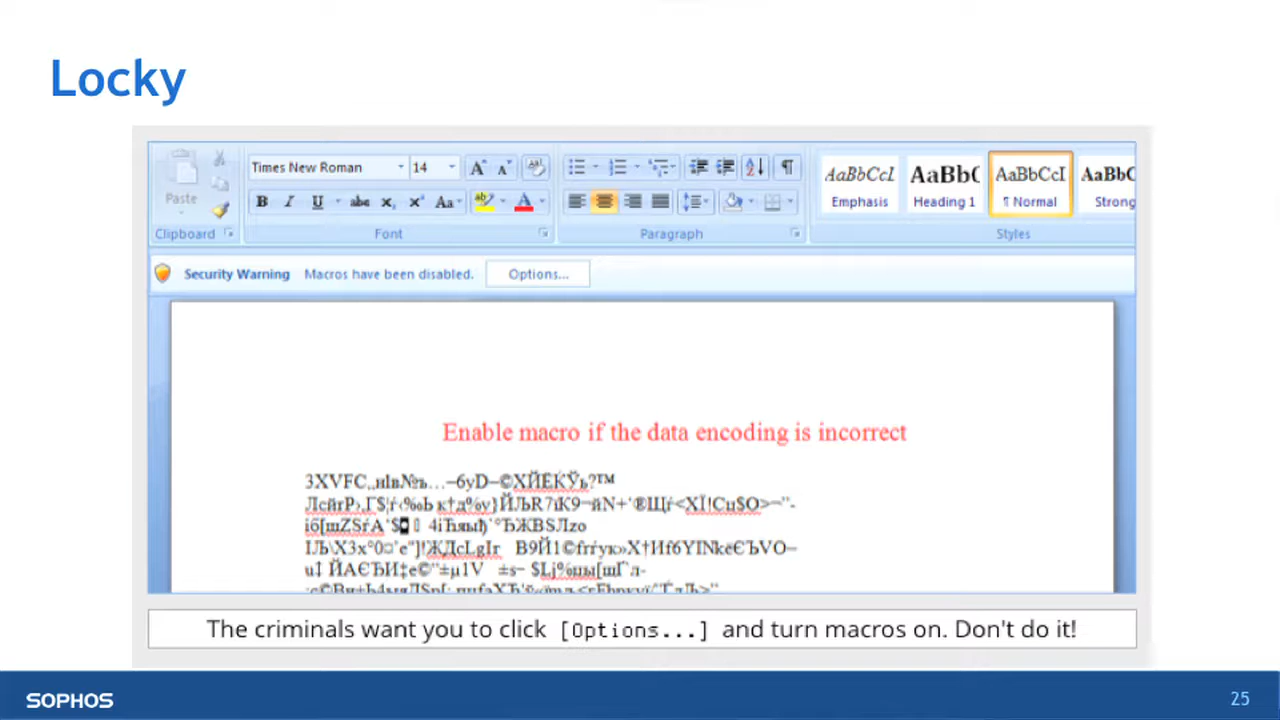 Locky
Paste
Clipboard
Times New Roman
14
Font
Paragraph
AaBbCcI
Emphasis
AaBb(
Heading 1
AaBbCcI
¶ Normal
AaBbC
Strong
Styles
Security Warning Macros have been disabled. Options...
Enable macro if the data encoding is incorrect
The criminals want you to click [Options...] and turn macros on. Don't do it!
SOPHOS
25